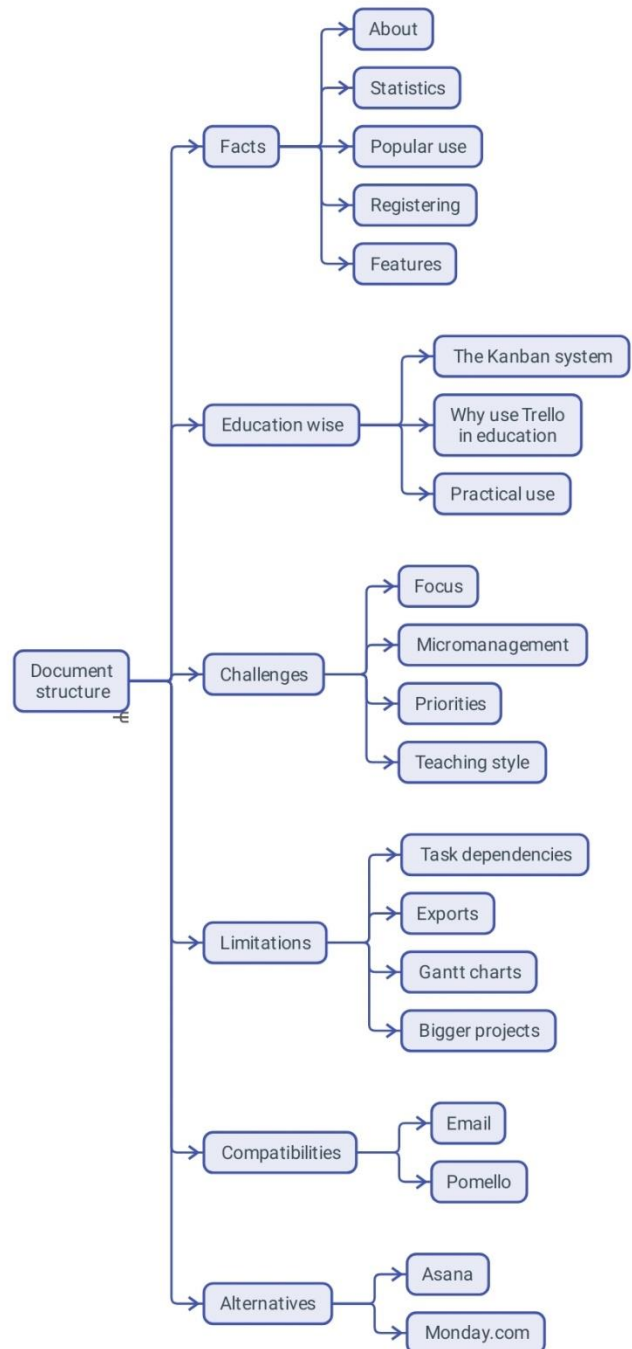 Document
structure
Facts
About
Statistics
Popular use
Registering
Features
Education wise
The Kanban system
Why use Trello
in education
Practical use
Challenges
Focus
Micromanagement
Priorities
Teaching style
Limitations
Task dependencies
Exports
Gantt charts
Bigger projects
Compatibilities
Email
Pomello
Alternatives
Asana
Monday.com